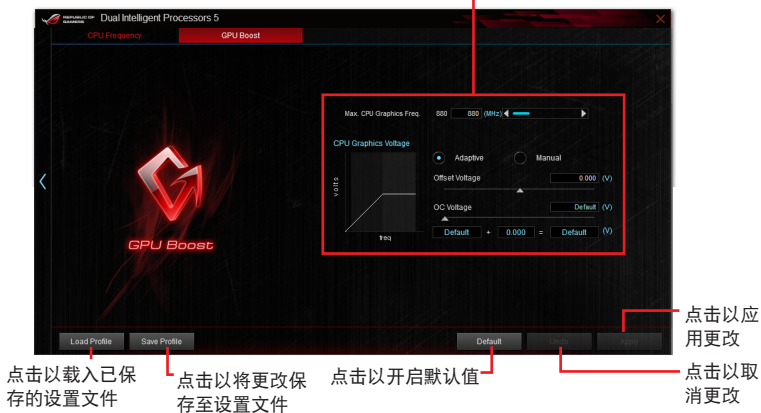 REPUBLIC OF GAMERS Dual Intelligent Processors 5
CPU Frequency GPU Boost
Max. CPU Graphics Freq. 880 880 (MHz)
CPU Graphics Voltage
Adaptive Manual
Offset Voltage 0.000 (V)
OC Voltage Default (V)
Default + 0.000 = Default (V)
volts
freq
GPU Boost
Load Profile Save Profile Default Undo Apply
点击以应
用更改
点击以载入已保
存的设置文件
点击以将更改保
存至设置文件
点击以开启默认值
点击以取
消更改